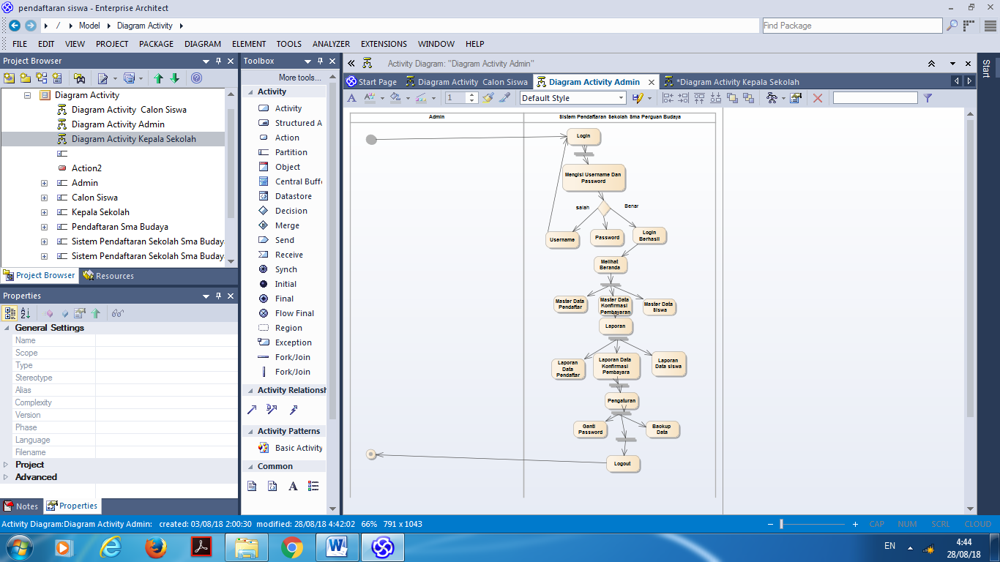 pendaftaran siswa - Enterprise Architect
/ Model Diagram Activity
Find Package
FILE EDIT VIEW PROJECT PACKAGE DIAGRAM ELEMENT TOOLS ANALYZER EXTENSIONS WINDOW HELP
Project Browser
Diagram Activity
Diagram Activity Calon Siswa
Diagram Activity Admin
Diagram Activity Kepala Sekolah
Action2
Admin
Calon Siswa
Kepala Sekolah
Pendaftaran Sma Budaya
Sistem Pendaftaran Sekolah Sma Buday
Sistem Pendaftaran Sekolah Sma Buday
Project Browser
Resources
Properties
General Settings
Name
Scope
Type
Stereotype
Alias
Complexity
Version
Phase
Language
Filename
Project
Advanced
Notes
Properties
Toolbox
More tools...
Activity
Activity
Structured A
Action
Partition
Object
Central Buff
Datastore
Decision
Merge
Send
Receive
Synch
Initial
Final
Flow Final
Region
Exception
Fork/Join
Fork/Join
Activity Relationsh
Activity Patterns
Basic Activity
Common
Activity Diagram: "Diagram Activity Admin"
Start Page
Diagram Activity Calon Siswa
Diagram Activity Admin
*Diagram Activity Kepala Sekolah
1
Default Style
Start
Admin
Sistem Pendaftaran Sekolah Sma Perguan Budaya
Login
Mengisi Username Dan
Password
salah
Benar
Username
Password
Login
Berhasil
Melihat
Beranda
Master Data
Pendaftar
Master Data
Konfirmasi
Pembayaran
Master Data
Siswa
Laporan
Laporan
Data
Pendaftar
Laporan Data
Konfirmasi
Pembayara
Laporan
Data siswa
Pengaturan
Ganti
Password
Backup
Data
Logout
Activity Diagram:Diagram Activity Admin: created: 03/08/18 2:00:30 modified: 28/08/18 4:42:02 66% 791 x 1043
CAP NUM SCRL CLOUD
EN
4:44
28/08/18